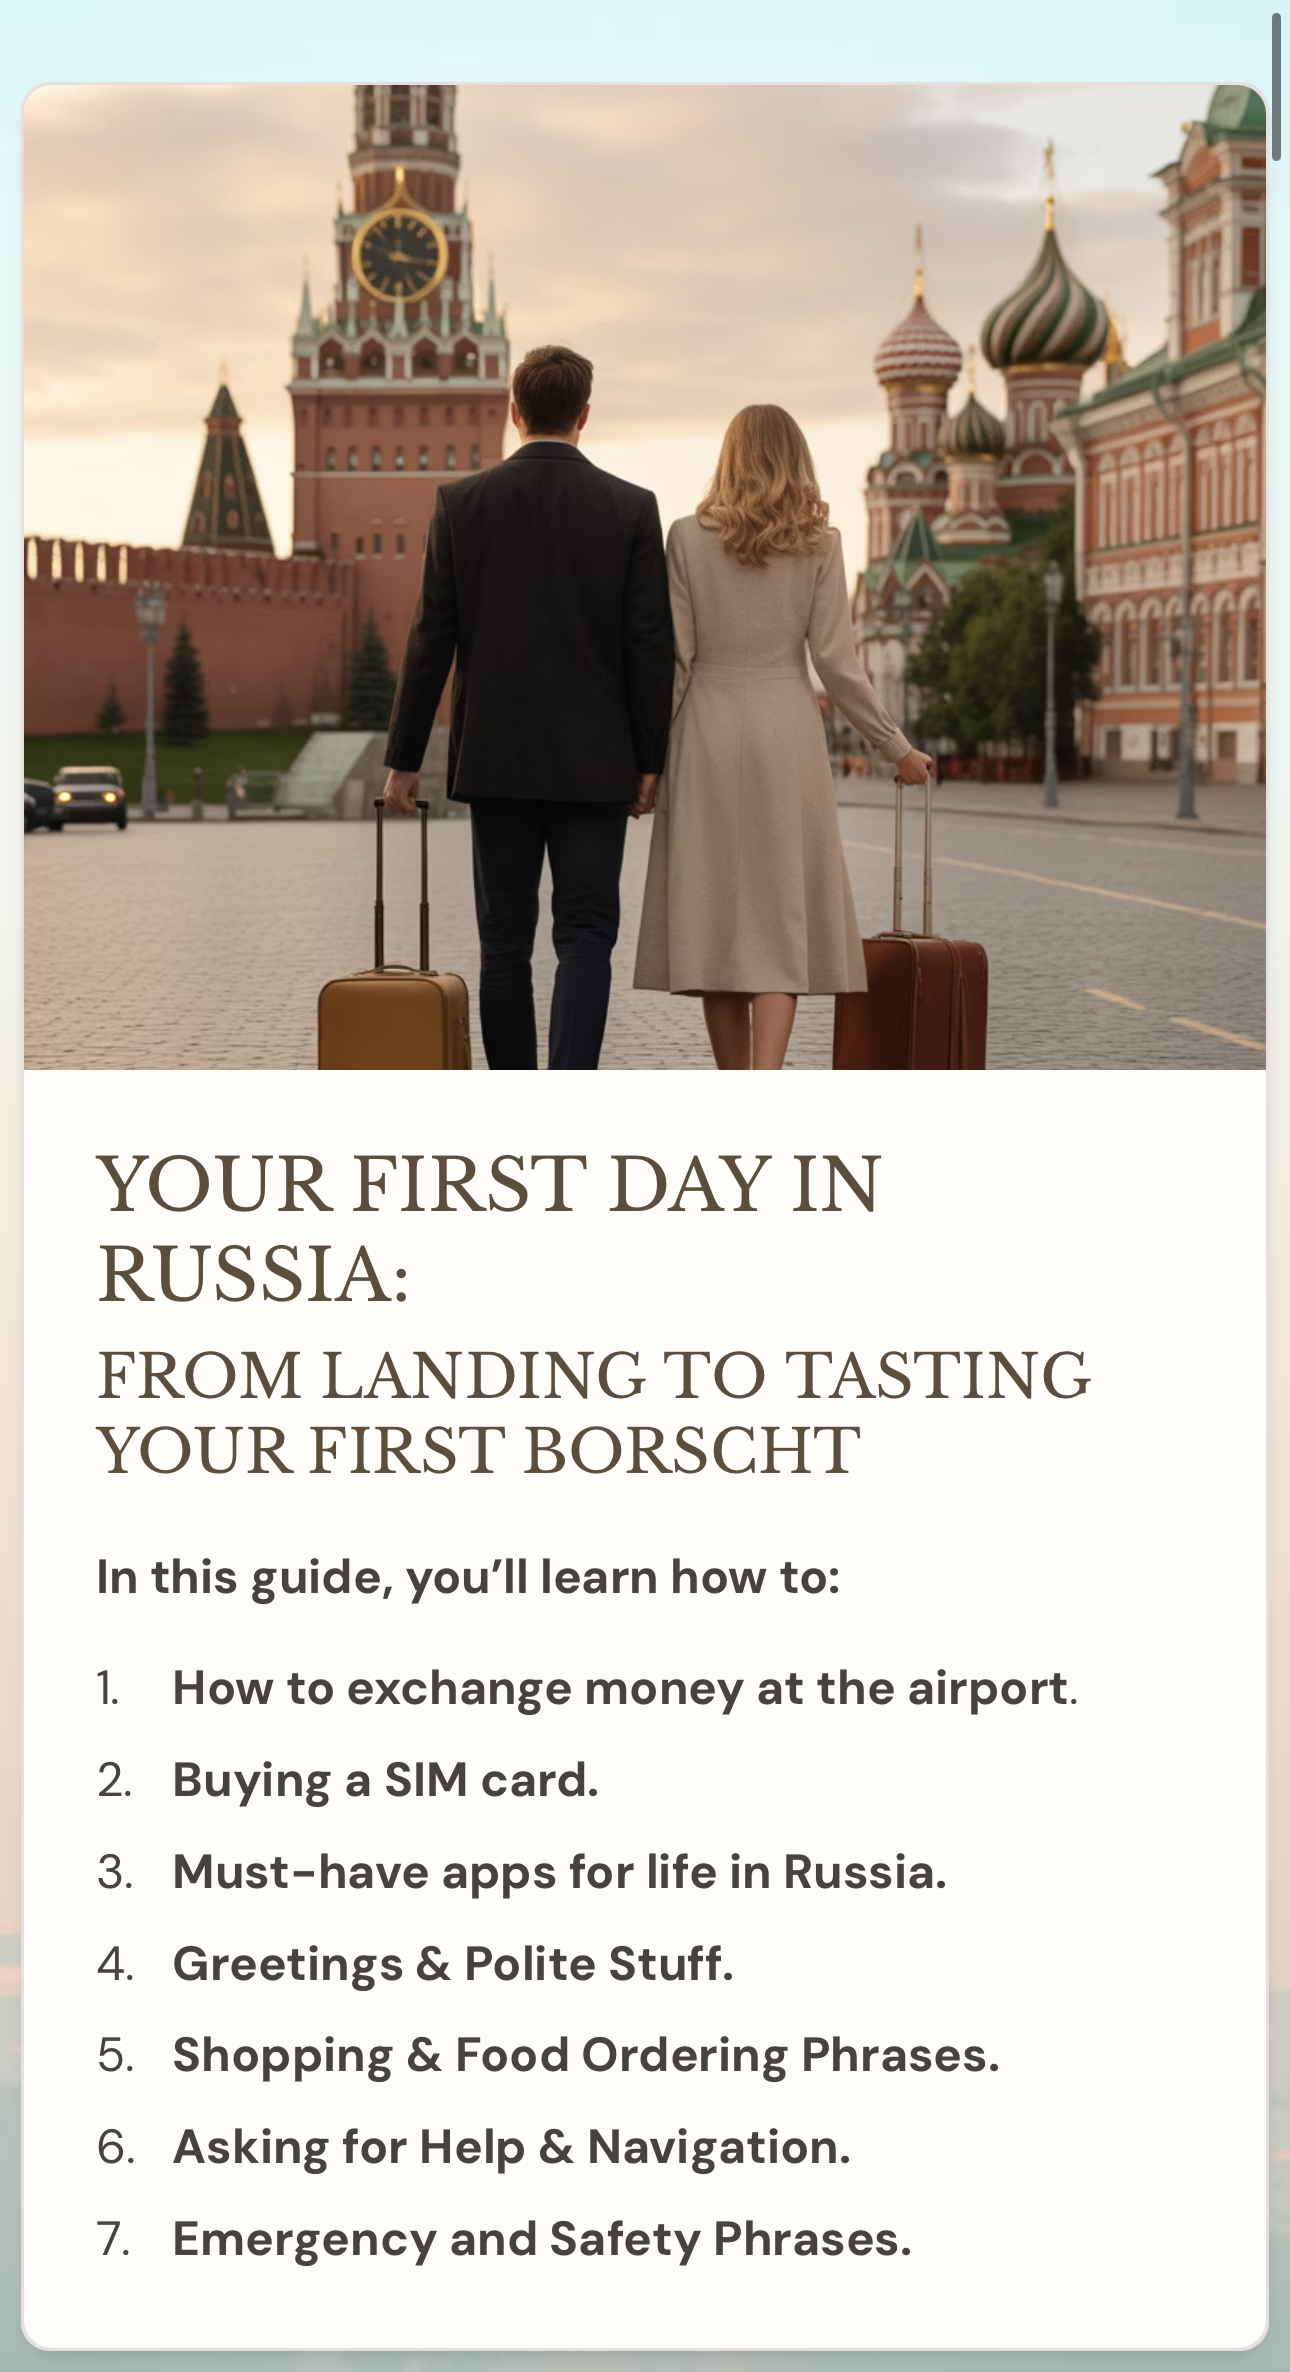 YOUR FIRST DAY IN
RUSSIA:
FROM LANDING TO TASTING
YOUR FIRST BORSCHT
In this guide, you’ll learn how to:
1. How to exchange money at the airport.
2. Buying a SIM card.
3. Must-have apps for life in Russia.
4. Greetings & Polite Stuff.
5. Shopping & Food Ordering Phrases.
6. Asking for Help & Navigation.
7. Emergency and Safety Phrases.